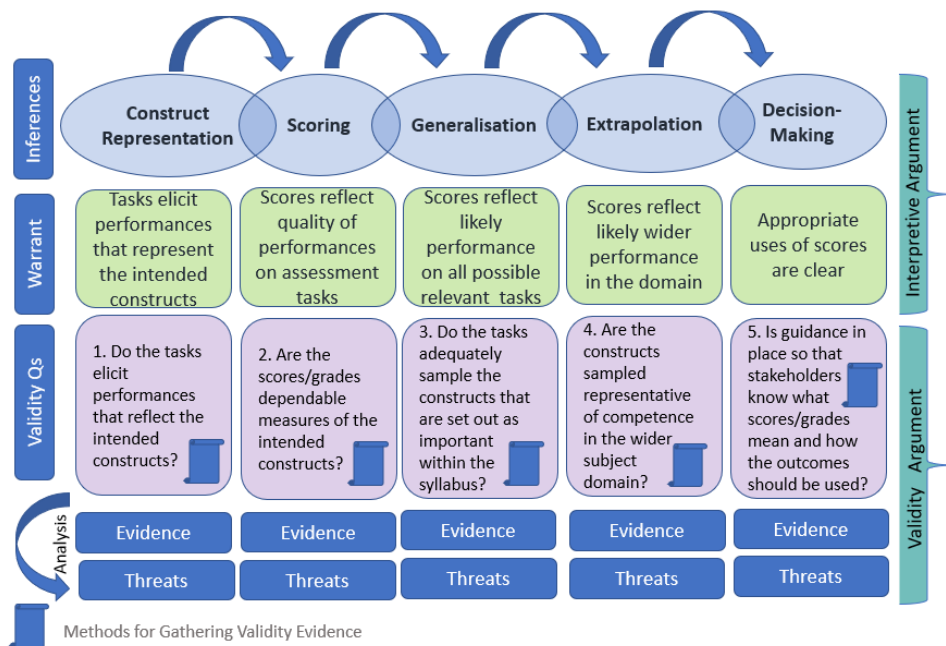 Inferences
Construct
Representation
Scoring
Generalisation
Extrapolation
Decision-
Making
Warrant
Tasks elicit
performances
that represent
the intended
constructs
Scores reflect
quality of
performances
on assessment
tasks
Scores reflect
likely
performance
on all possible
relevant tasks
Scores reflect
likely wider
performance
in the domain
Appropriate
uses of scores
are clear
Interpretive Argument
Validity Qs
1. Do the tasks
elicit
performances
that reflect the
intended
constructs?
2. Are the
scores/grades
dependable
measures of the
intended
constructs?
3. Do the tasks
adequately
sample the
constructs that
are set out as
important
within the
syllabus?
4. Are the
constructs
sampled
representative
of competence
in the wider
subject
domain?
5. Is guidance in
place so that
stakeholders
know what
scores/grades
mean and how
the outcomes
should be used?
Validity Argument
Analysis
Evidence
Evidence
Evidence
Evidence
Evidence
Threats
Threats
Threats
Threats
Threats
Methods for Gathering Validity Evidence